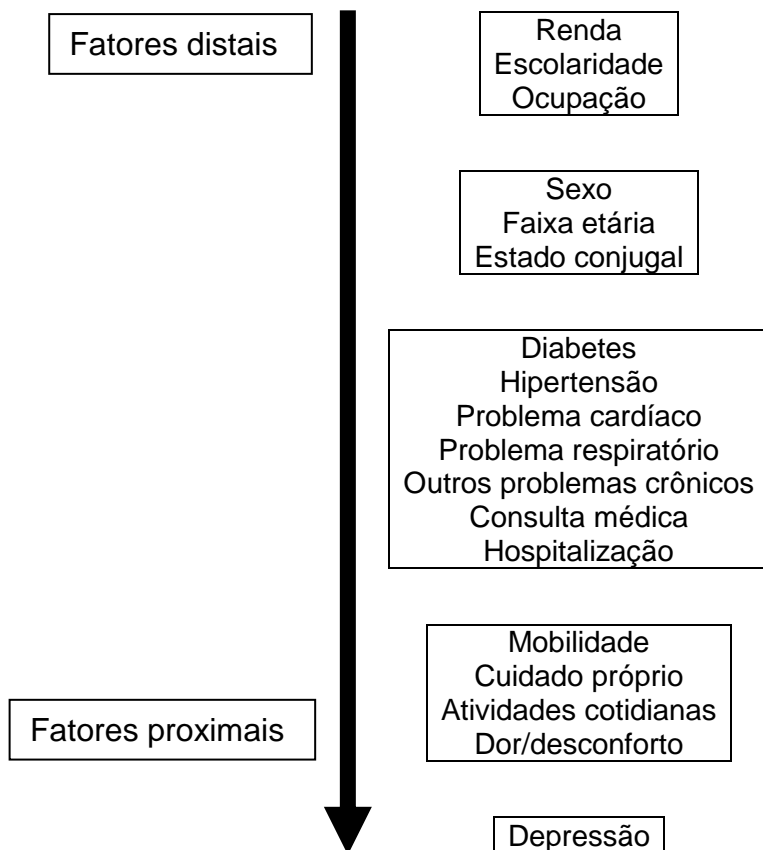 Fatores distais
Renda
Escolaridade
Ocupação
Sexo
Faixa etária
Estado conjugal
Diabetes
Hipertensão
Problema cardíaco
Problema respiratório
Outros problemas crônicos
Consulta médica
Hospitalização
Mobilidade
Cuidado próprio
Atividades cotidianas
Dor/desconforto
Fatores proximais
Depressão